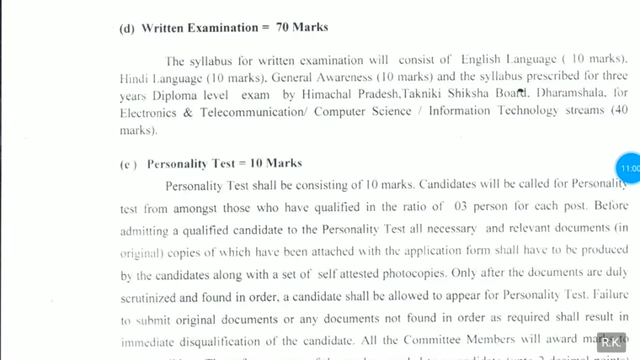 (d) Written Examination = 70 Marks
The syllabus for written examination will consist of English Language ( 10 marks),
Hindi Language (10 marks), General Awareness (10 marks) and the syllabus prescribed for three
years Diploma level exam by Himachal Pradesh,Takniki Shiksha Board, Dharamshala, for
Electronics & Telecommunication/ Computer Science / Information Technology streams (40
marks).
(e ) Personality Test = 10 Marks
11:00
Personality Test shall be consisting of 10 marks. Candidates will be called for Personality
test from amongst those who have qualified in the ratio of 03 person for each post. Before
admitting a qualified candidate to the Personality Test all necessary and relevant documents (in
original) copies of which have been attached with the application form shall have to be produced
by the candidates along with a set of self attested photocopies. Only after the documents are duly
scrutinized and found in order, a candidate shall be allowed to appear for Personality Test. Failure
to submit original documents or any documents not found in order as required shall result in
immediate disqualification of the candidate. All the Committee Members will award marks to
R.K.